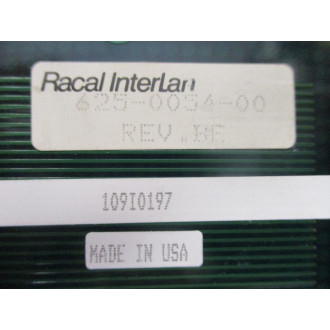 Racal InterLan
625-0054-00
REV.BE
109I0197
MADE IN USA